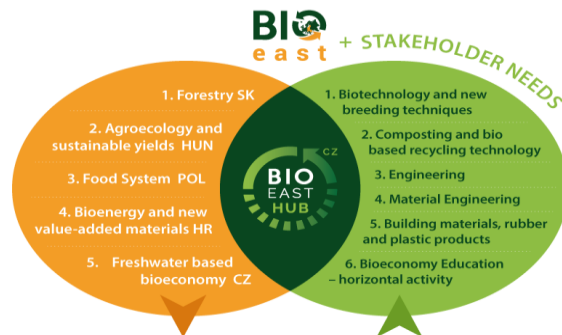 BIO
east
+ STAKEHOLDER NEEDS
1. Forestry SK
2. Agroecology and
sustainable yields HUN
3. Food System POL
4. Bioenergy and new
value-added materials HR
5. Freshwater based
bioeconomy CZ
CZ
BIO
EAST
HUB
1. Biotechnology and new
breeding techniques
2. Composting and bio
based recycling technology
3. Engineering
4. Material Engineering
5. Building materials, rubber
and plastic products
6. Bioeconomy Education
– horizontal activity